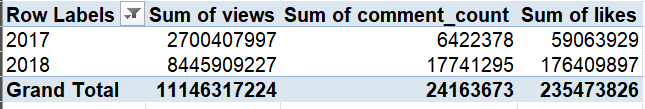 Row Labels Sum of views Sum of comment_count Sum of likes
2017 2700407997 6422378 59063929
2018 8445909227 17741295 176409897
Grand Total 11146317224 24163673 235473826